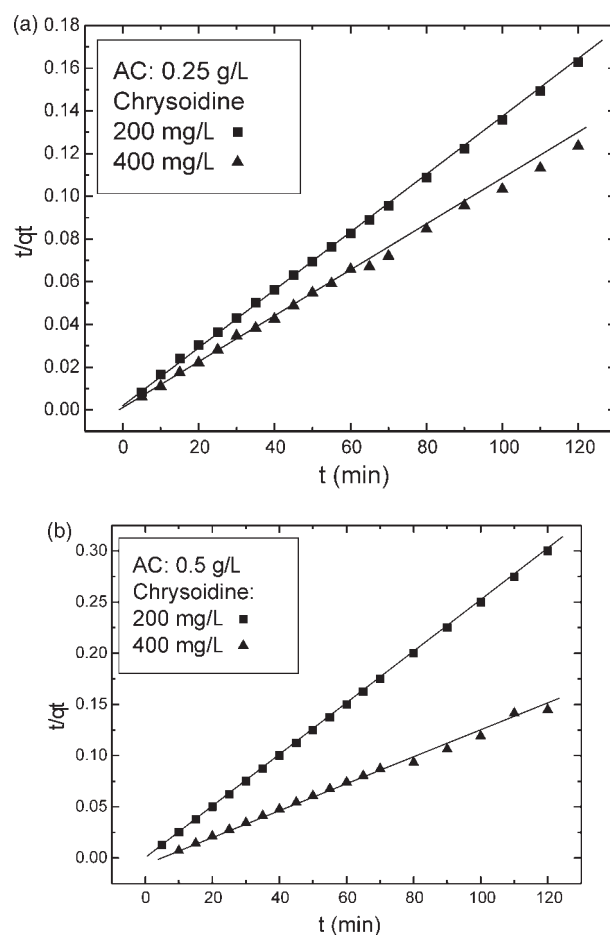 (a)
0.18
0.16
0.14
0.12
0.10
0.08
0.06
0.04
0.02
0.00
t/qt
AC: 0.25 g/L
Chrysoidine
200 mg/L ■
400 mg/L ▲
0 20 40 60 80 100 120
t (min)
(b)
0.30
0.25
0.20
0.15
0.10
0.05
0.00
t/qt
AC: 0.5 g/L
Chrysoidine:
200 mg/L ■
400 mg/L ▲
0 20 40 60 80 100 120
t (min)